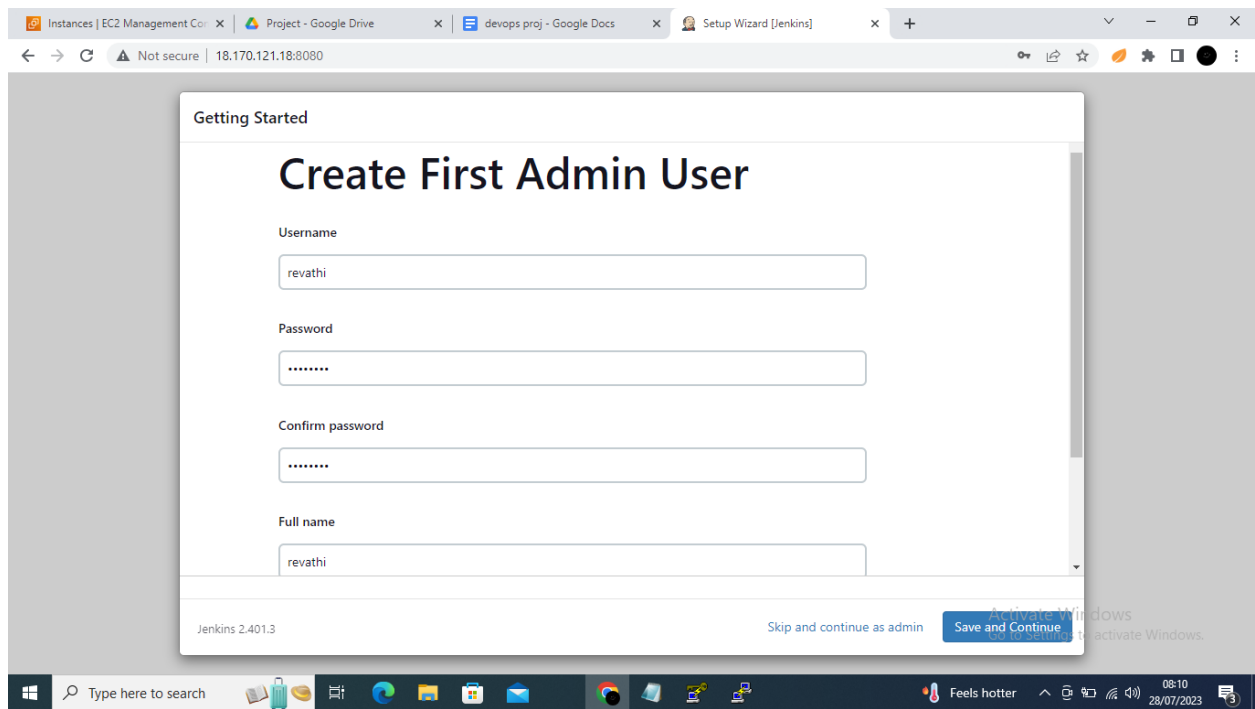 Instances | EC2 Management Cor
Project - Google Drive
devops proj - Google Docs
Setup Wizard [Jenkins]
Not secure | 18.170.121.18:8080
Getting Started
Create First Admin User
Username
revathi
Password
••••••••
Confirm password
••••••••
Full name
revathi
Jenkins 2.401.3
Skip and continue as admin
Save and Continue
Activate Windows
Go to Settings to activate Windows.
Type here to search
Feels hotter
08:10
28/07/2023
3